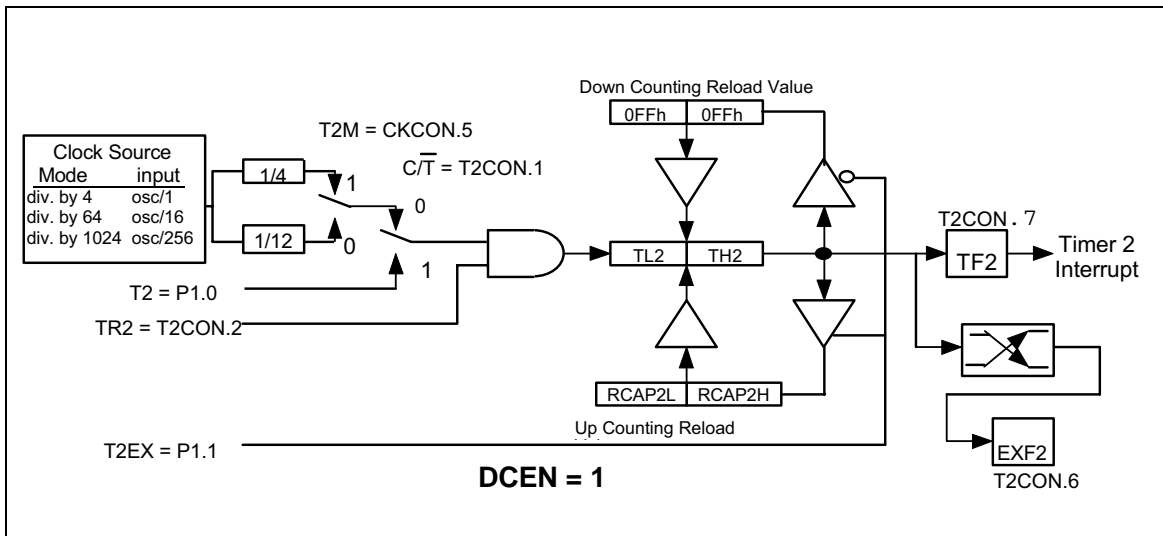 Down Counting Reload Value
0FFh 0FFh
T2M = CKCON.5
C/T = T2CON.1
Clock Source
Mode input
div. by 4 osc/1
div. by 64 osc/16
div. by 1024 osc/256
1/4
1/12
1
0
0
1
T2 = P1.0
TR2 = T2CON.2
TL2 TH2
T2CON.7
TF2
Timer 2
Interrupt
RCAP2L RCAP2H
Up Counting Reload
T2EX = P1.1
EXF2
T2CON.6
DCEN = 1